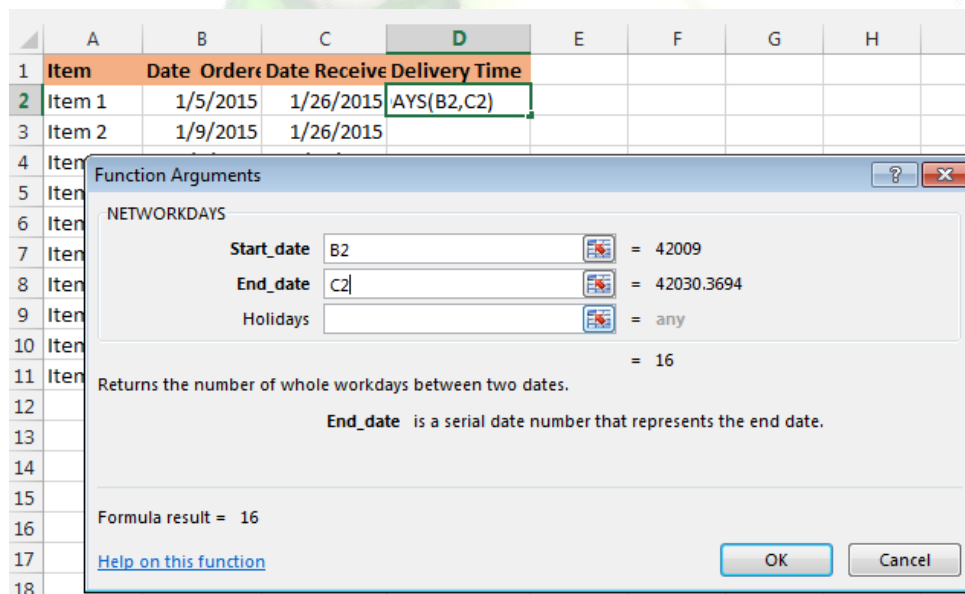 A B C D E F G H
1 Item Date Ordere Date Receive Delivery Time
2 Item 1 1/5/2015 1/26/2015 AYS(B2,C2)
3 Item 2 1/9/2015 1/26/2015
4 Item
Function Arguments
5 Item
NETWORKDAYS
6 Item
Start_date B2 = 42009
7 Item
End_date C2 = 42030.3694
8 Item
Holidays = any
9 Item
= 16
10 Item
11 Item
Returns the number of whole workdays between two dates.
12
End_date is a serial date number that represents the end date.
13
14
15
Formula result = 16
16
17
Help on this function OK Cancel
18